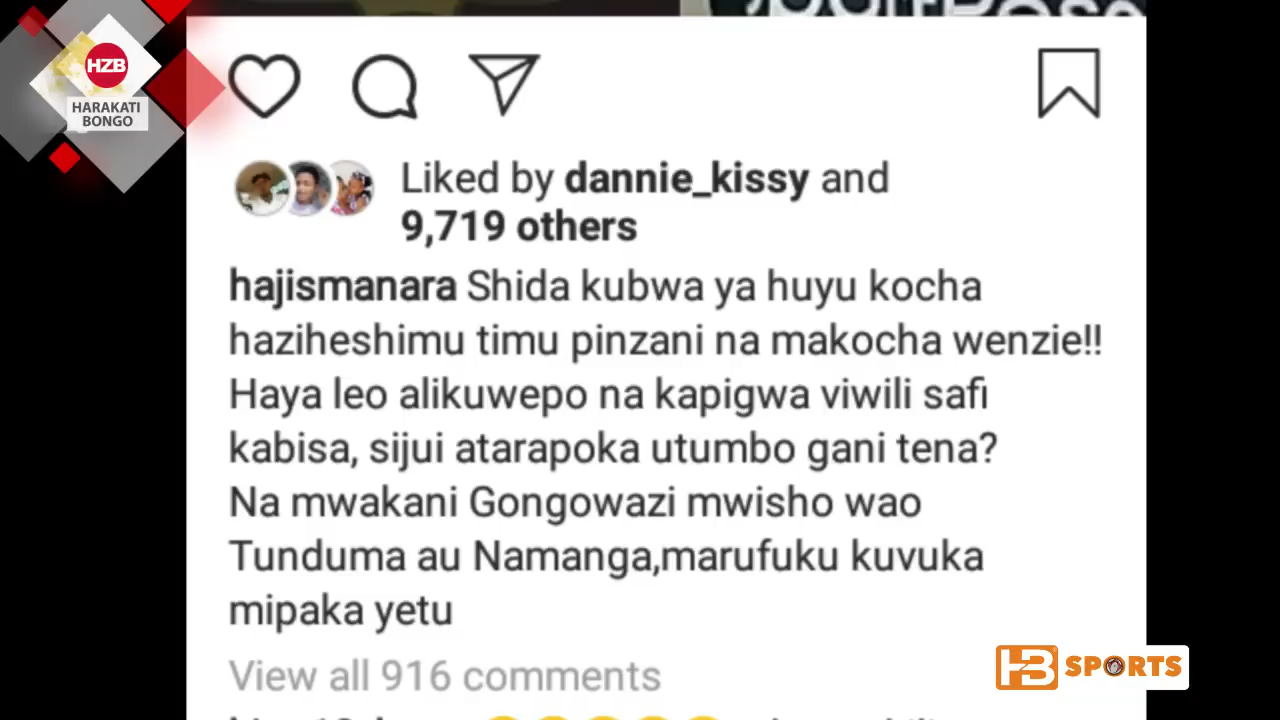 HZB
HARAKATI
BONGO
Liked by dannie_kissy and
9,719 others
hajismanara Shida kubwa ya huyu kocha
haziheshimu timu pinzani na makocha wenzie!!
Haya leo alikuwepo na kapigwa viwili safi
kabisa, sijui atarapoka utumbo gani tena?
Na mwakani Gongowazi mwisho wao
Tunduma au Namanga,marufuku kuvuka
mipaka yetu
View all 916 comments
HB SPORTS